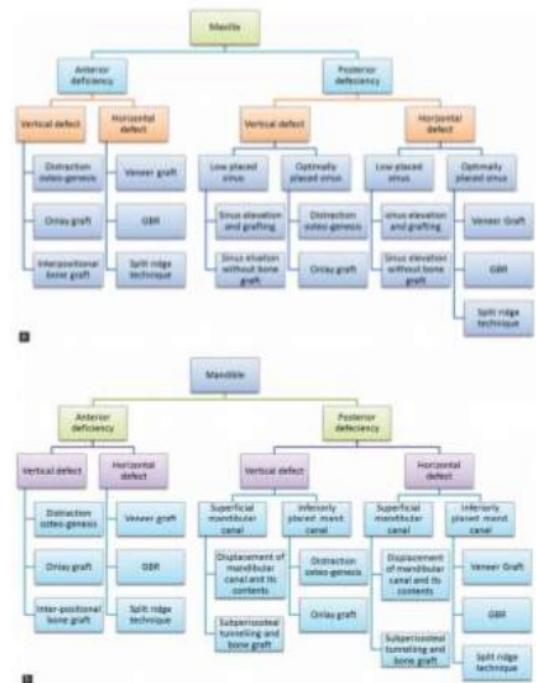 Maxilla
Anterior
deficiency
Posterior
defeciency
Vertical defect
Horizontal
defect
Vertical defect
Horizontal
defect
Distraction
osteo-genesis
Onlay graft
Interpositional
bone graft
Veneer graft
GBR
Split ridge
technique
Low placed
sinus
Optimally
placed sinus
Low placed
sinus
Optimally
placed sinus
Sinus elevation
and grafting
Sinus elvation
without bone
graft
Distraction
osteo-genesis
Onlay graft
sinus elevation
and grafting
Sinus elevation
without bone
graft
Veneer Graft
GBR
Split ridge
technique
a
Mandible
Anterior
deficiency
Posterior
defeciency
Vertical defect
Horizontal
defect
Vertical defect
Horizontal
defect
Distraction
osteo-genesis
Onlay graft
Inter-positional
bone graft
Veneer graft
GBR
Split ridge
technique
Superficial
mandibular
canal
Inferiorly
placed mand.
canal
Superficial
mandibular
canal
Inferiorly
placed mand.
canal
Displacement of
mandibular
canal and its
contents
Subperiosteal
tunnelling and
bone graft
Distraction
osteo-genesis
Onlay graft
Displacement of
mandibular
canal and its
contents
Subperiosteal
tunnelling and
bone graft
Veneer Graft
GBR
Split ridge
technique
b